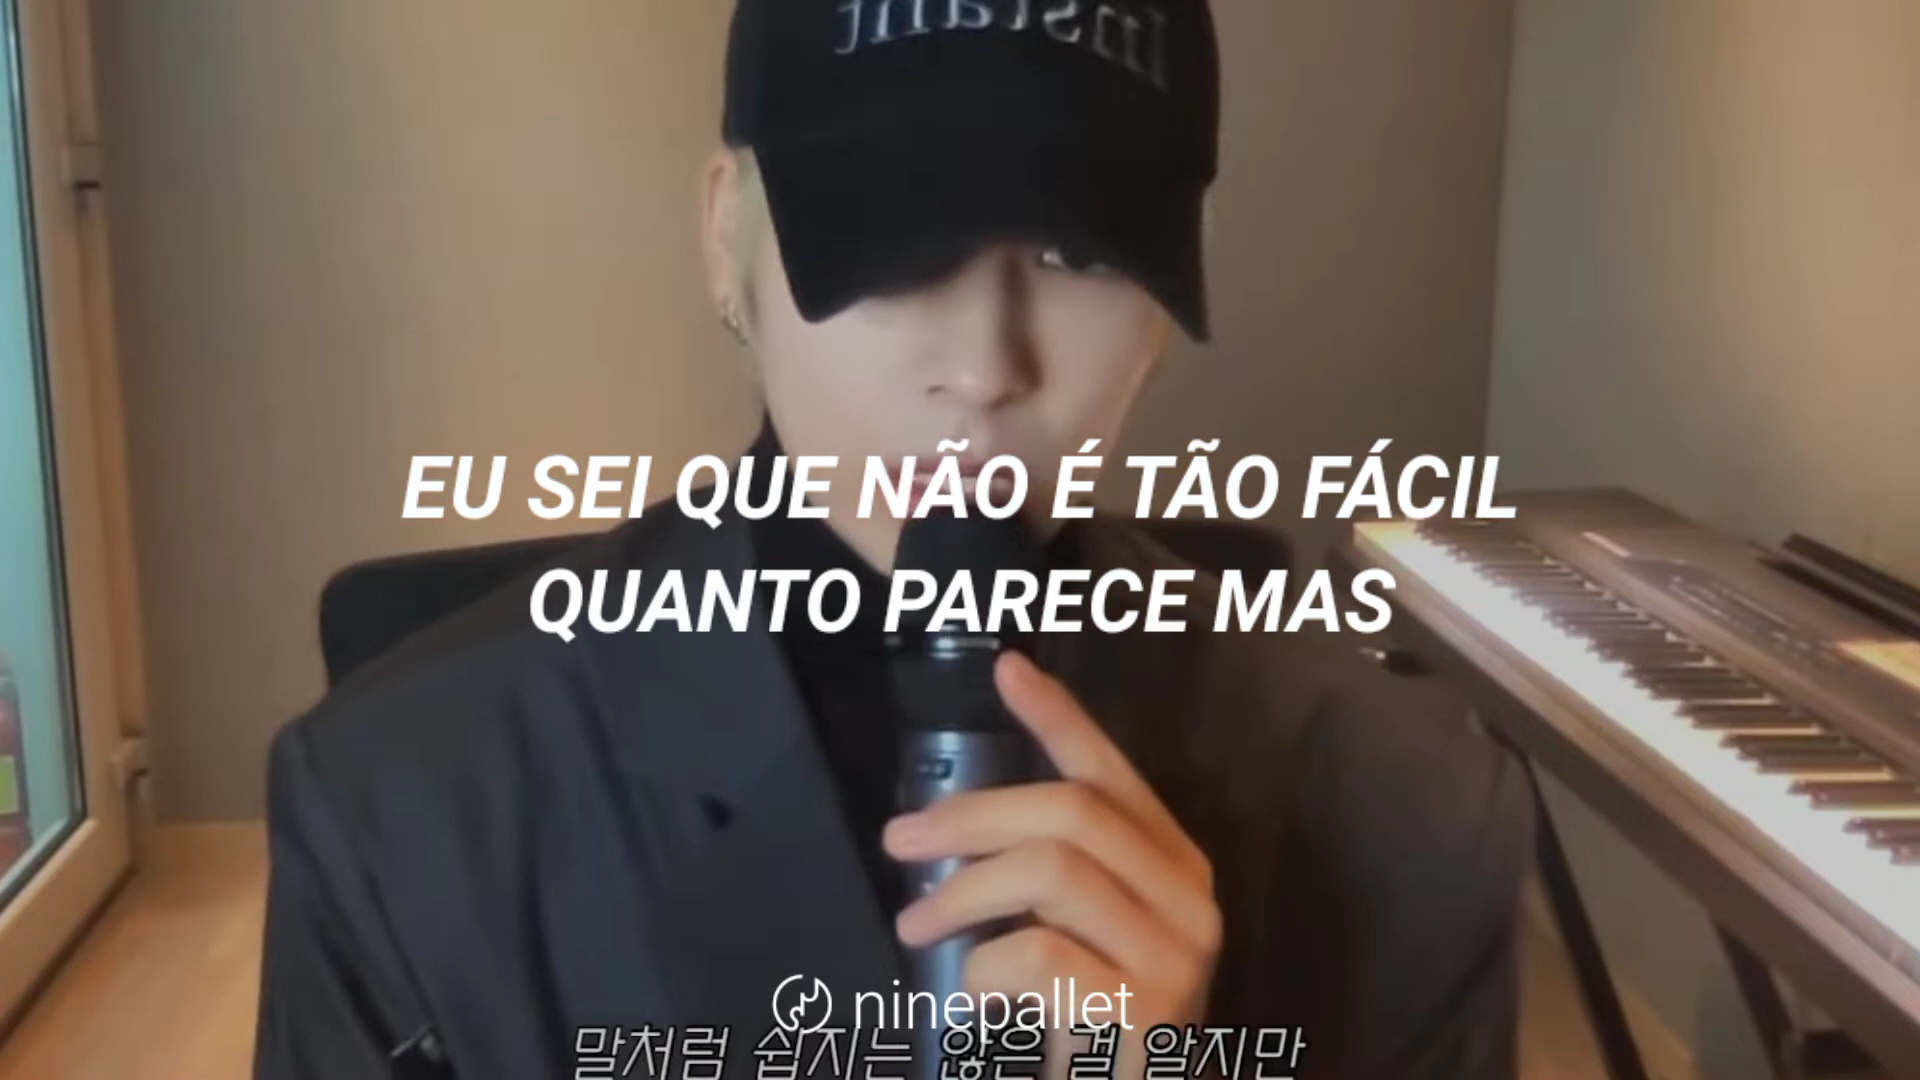 Instant
EU SEI QUE NÃO É TÃO FÁCIL
QUANTO PARECE MAS
ninepallet
말처럼 쉽지는 않은 걸 알지만